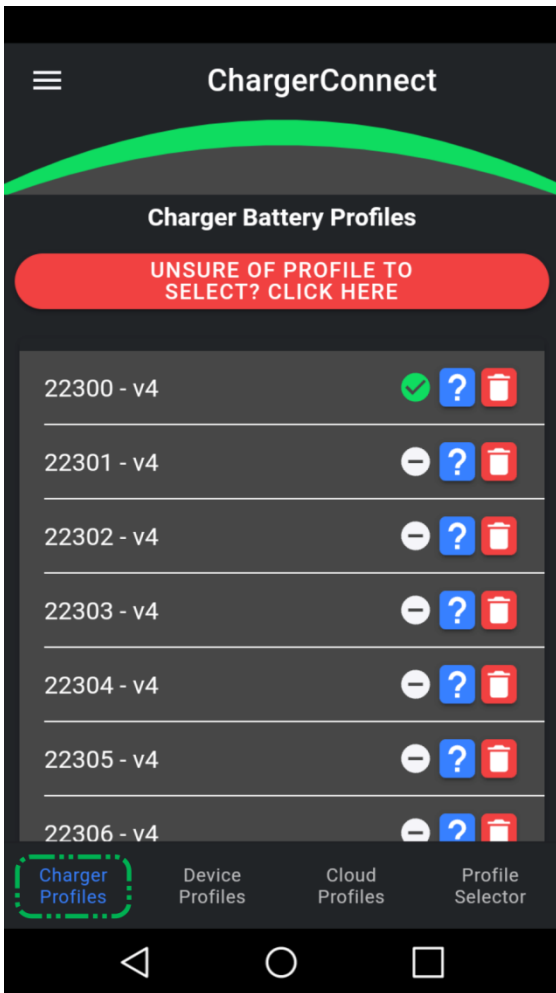 ChargerConnect
Charger Battery Profiles
UNSURE OF PROFILE TO
SELECT? CLICK HERE
22300 - v4
?
22301 - v4
?
22302 - v4
?
22303 - v4
?
22304 - v4
?
22305 - v4
?
22306 - v4
?
Charger
Profiles
Device
Profiles
Cloud
Profiles
Profile
Selector